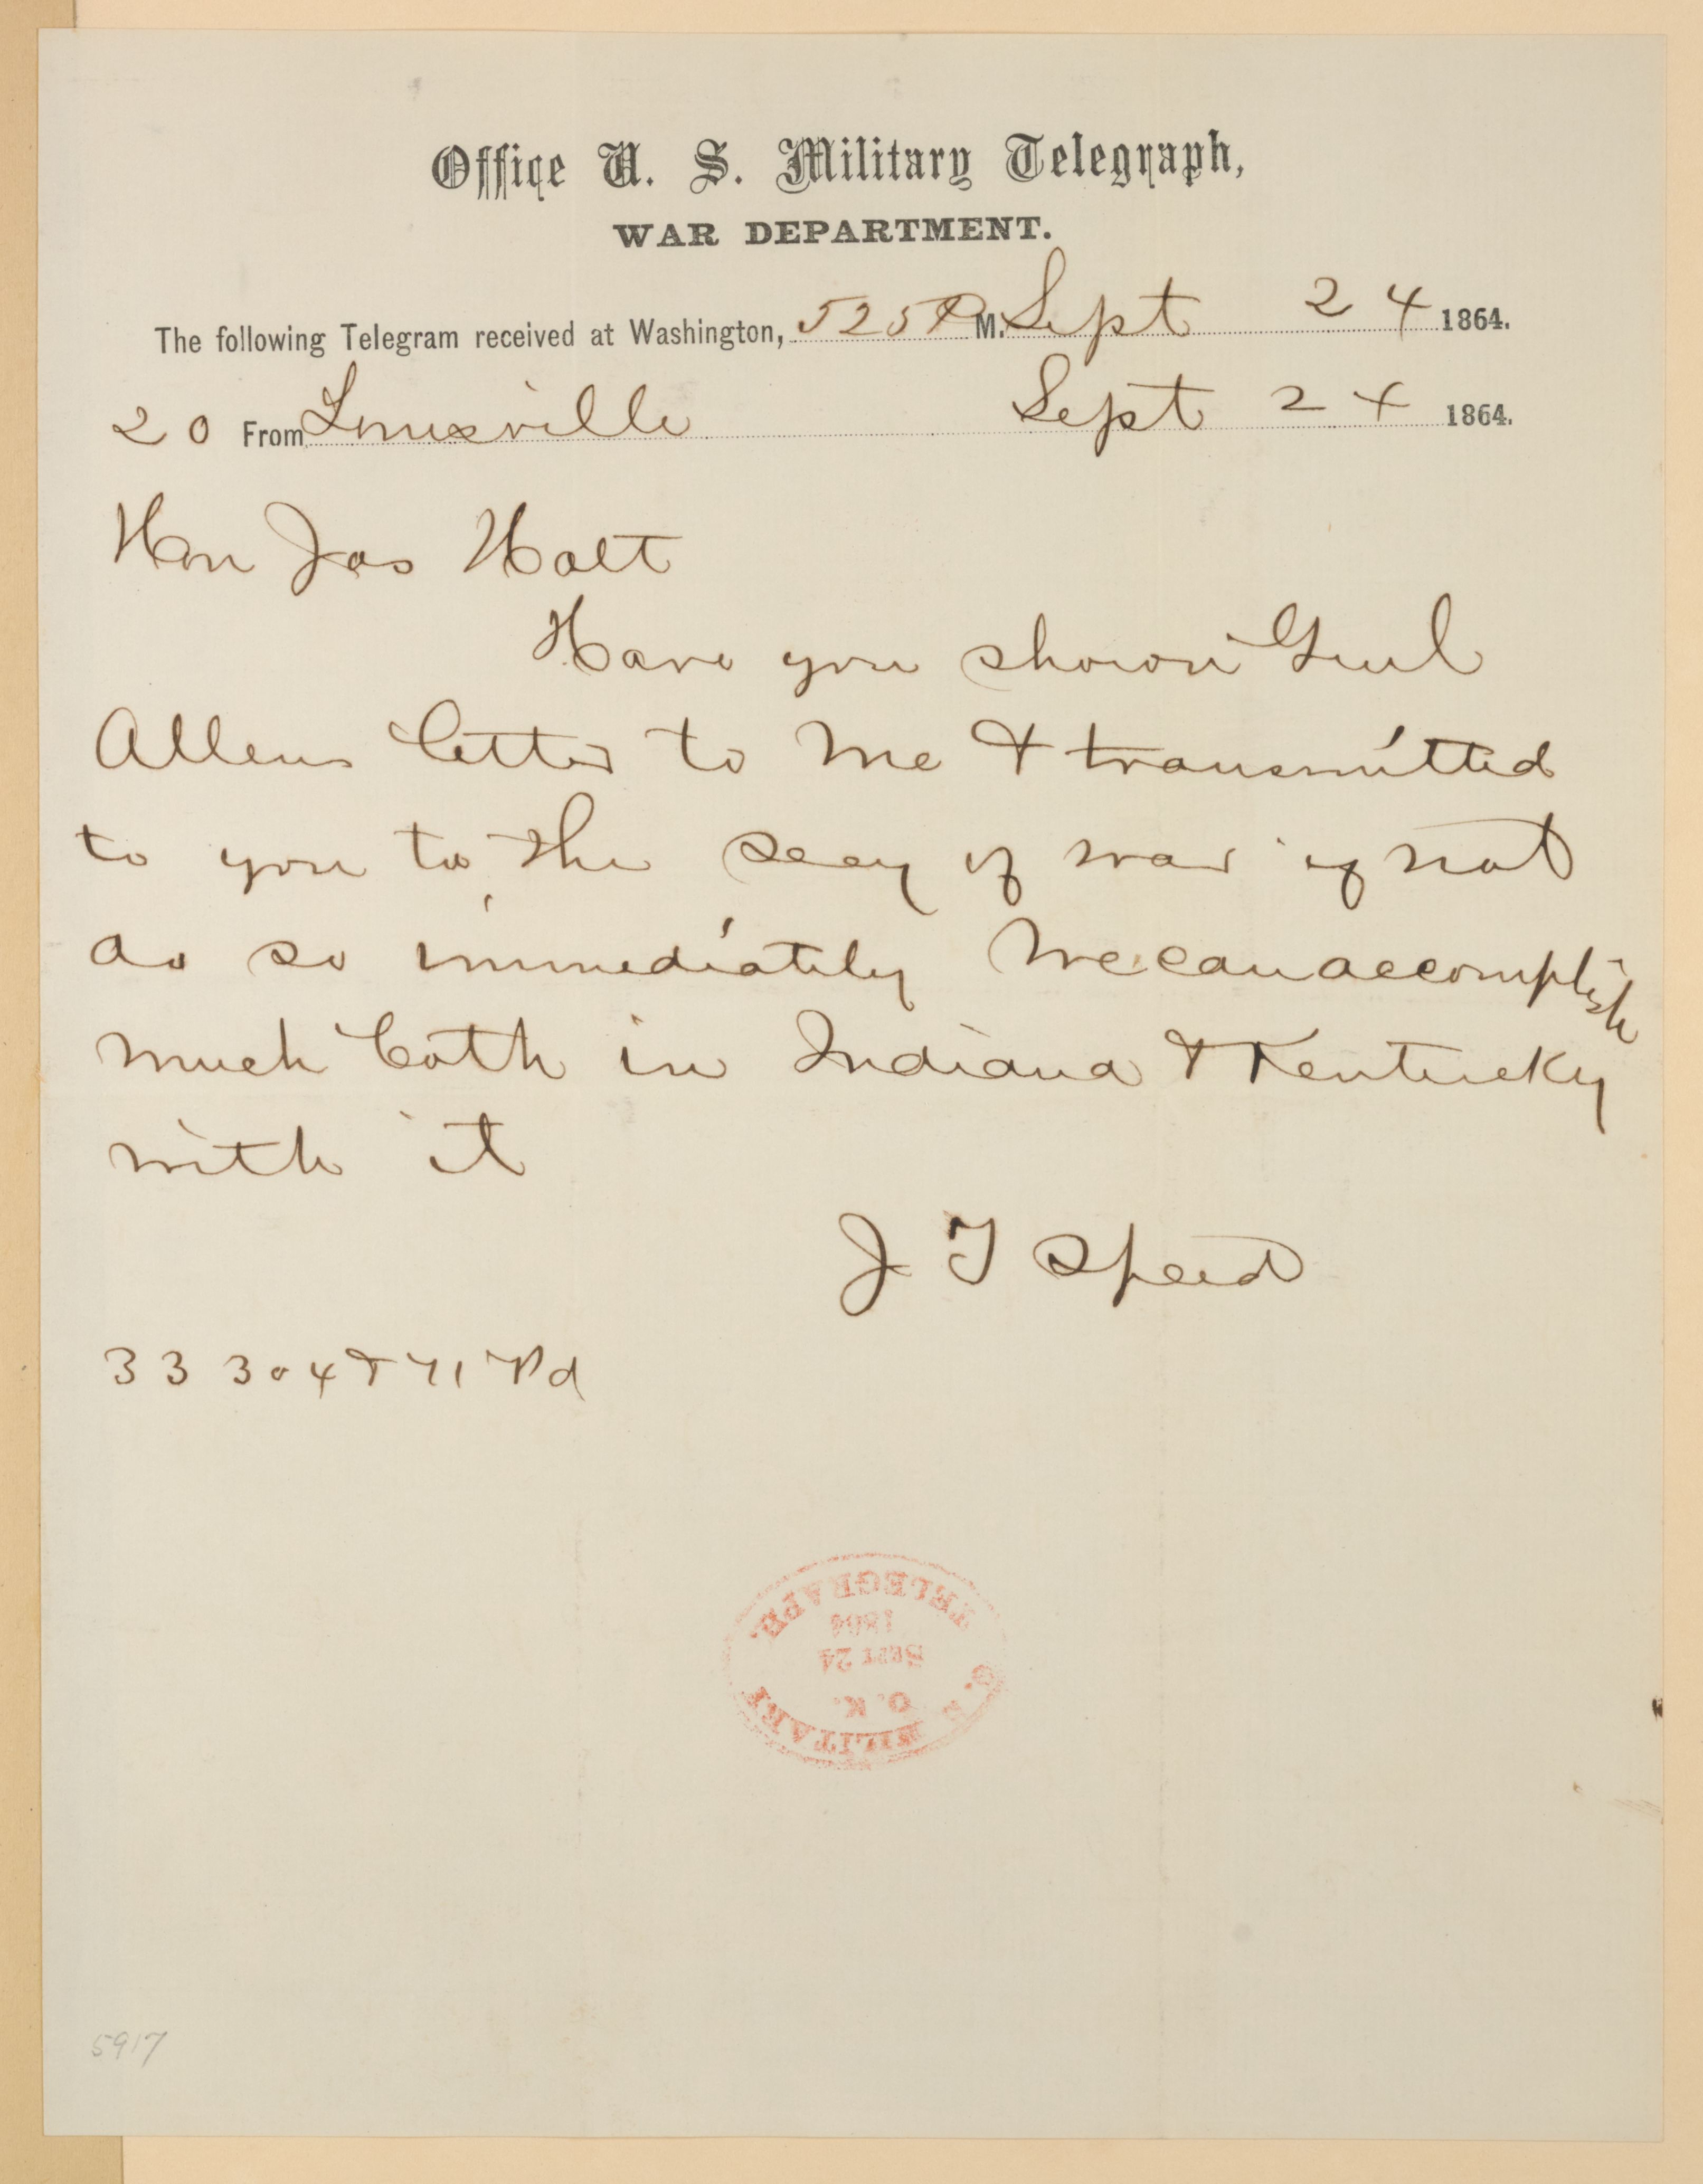 Office U. S. Military Telegraph,
WAR DEPARTMENT.
The following Telegram received at Washington, 525 P M. Sept 24 1864.
20 From Louisville Sept 24 1864.
Hon Jos Holt
Have you shown Genl
Allens letter to me & transmitted
to you to the secy of war if not
do so immediately We can accomplish
much both in Indiana & Kentucky
with it
J T Speed
33 304 & 71 Pd
U. S. MILITARY
O. K.
SEPT 24
1864
TELEGRAPH.
5917